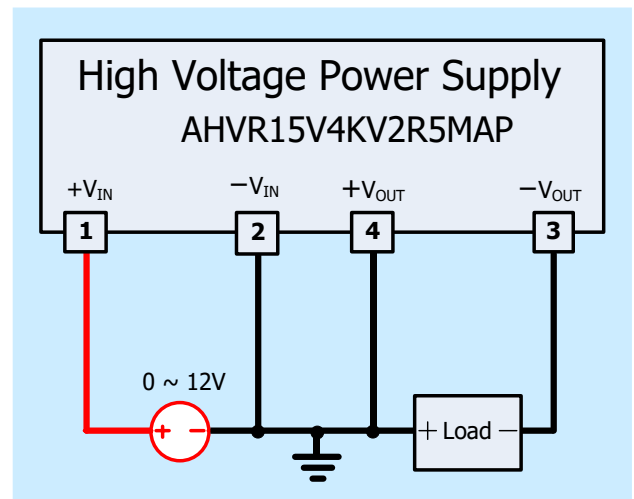 High Voltage Power Supply
AHVR15V4KV2R5MAP
+VIN −VIN +VOUT −VOUT
1 2 4 3
0 ~ 12V
+ − + Load −